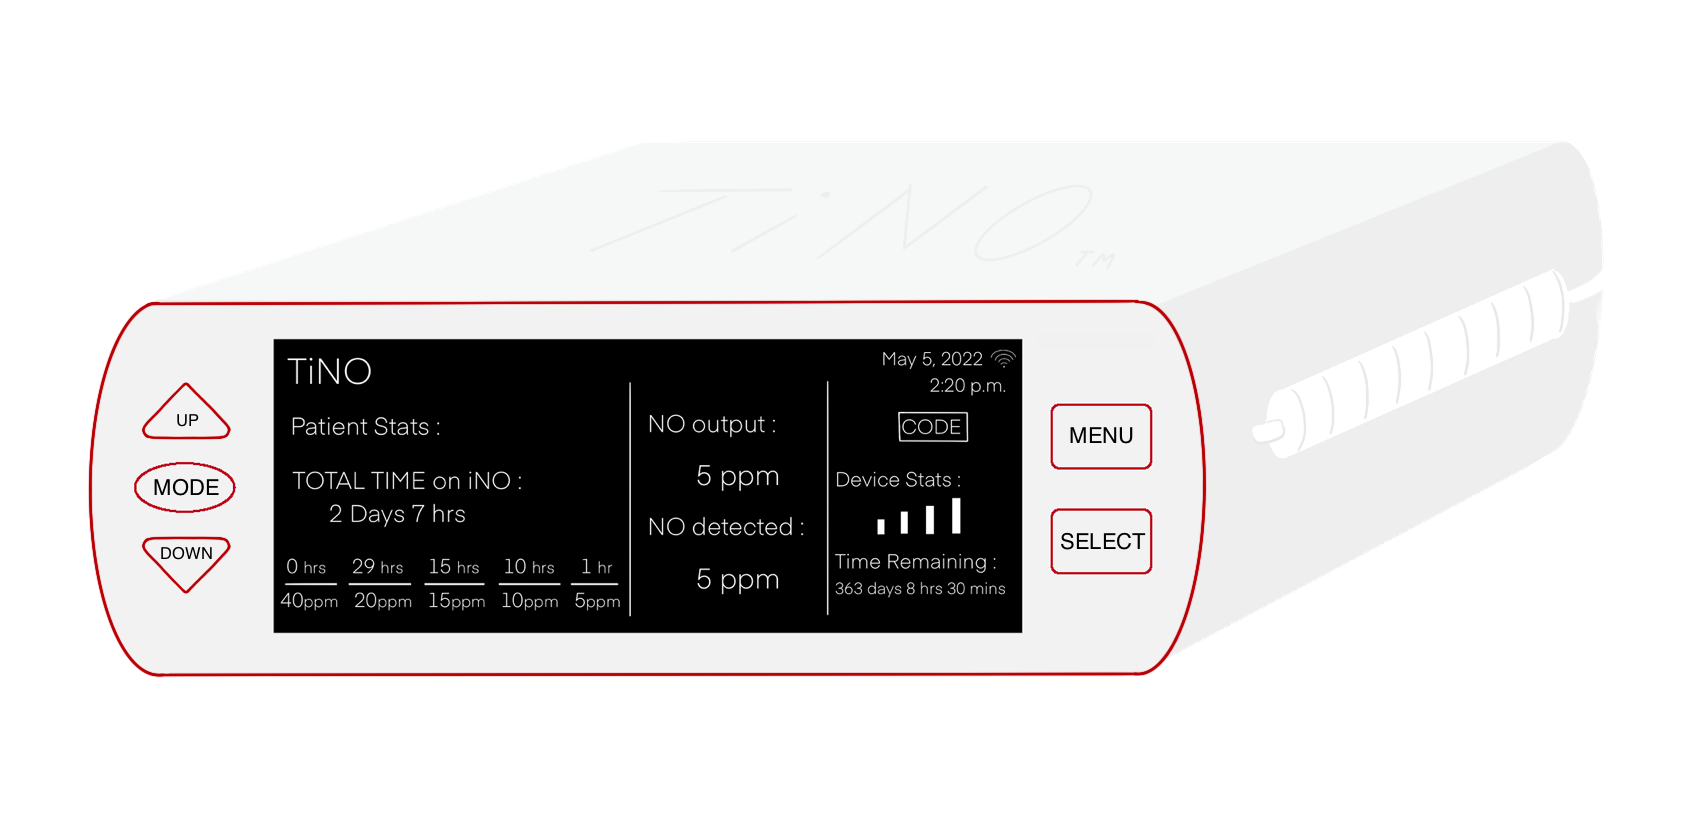 TiNO
TM
UP
MODE
DOWN
TiNO
Patient Stats :
TOTAL TIME on iNO :
2 Days 7 hrs
0 hrs 29 hrs 15 hrs 10 hrs 1 hr
40ppm 20ppm 15ppm 10ppm 5ppm
NO output :
5 ppm
NO detected :
5 ppm
May 5, 2022
2:20 p.m.
CODE
Device Stats :
Time Remaining :
363 days 8 hrs 30 mins
MENU
SELECT